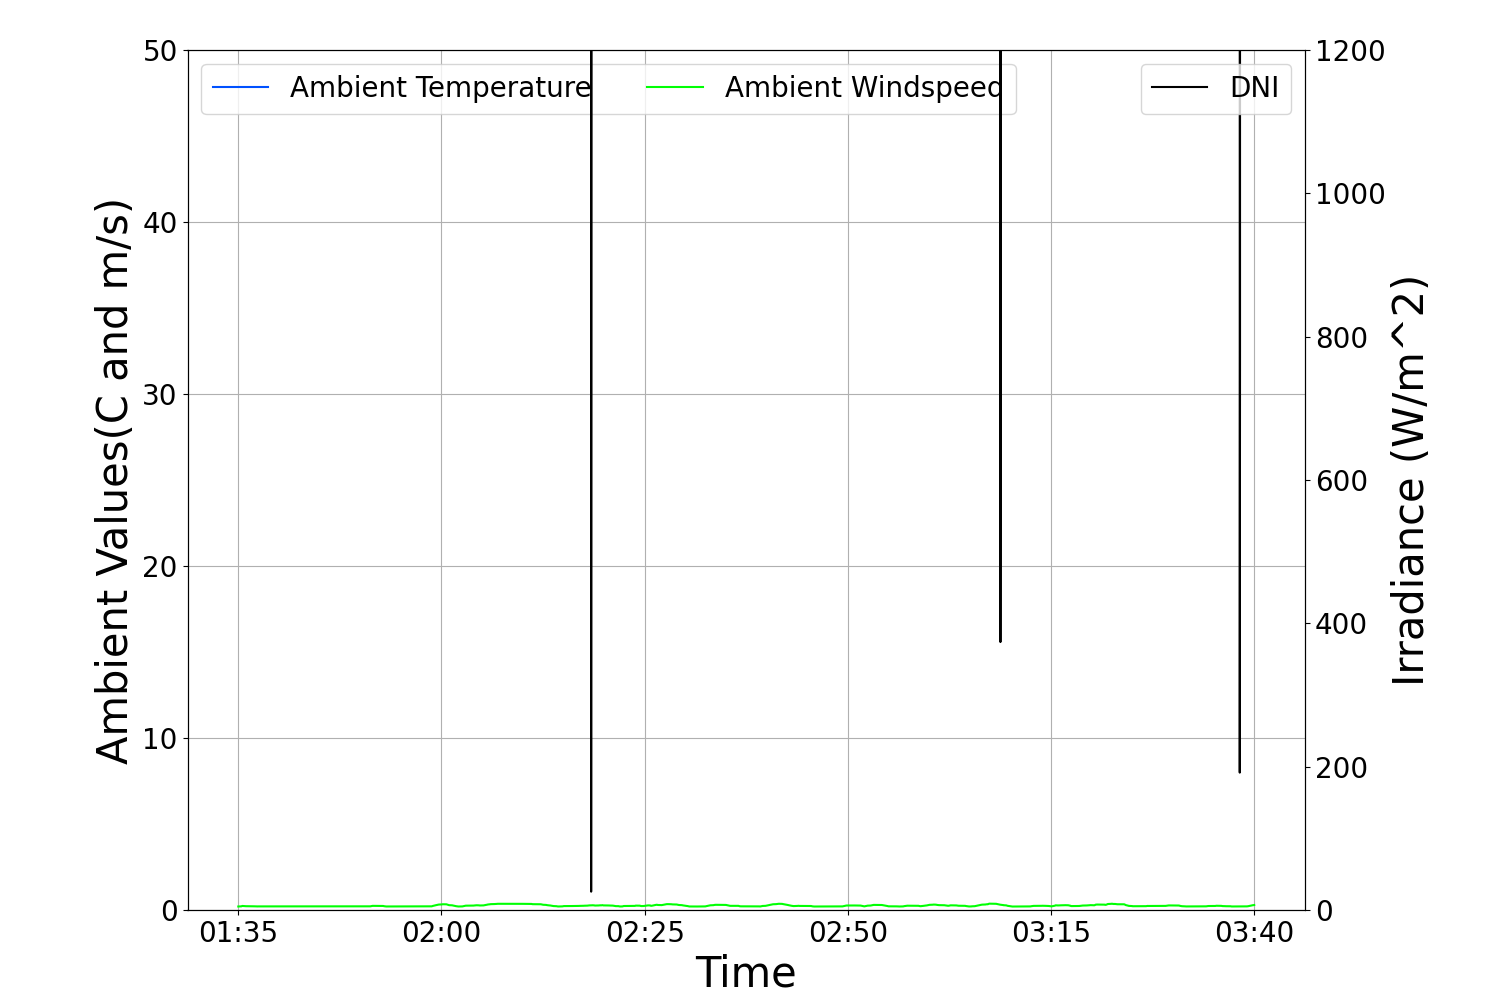 Ambient Temperature
Ambient Windspeed
DNI
Ambient Values(C and m/s)
50
40
30
20
10
0
1200
1000
800
600
400
200
0
Irradiance (W/m^2)
01:35 02:00 02:25 02:50 03:15 03:40
Time